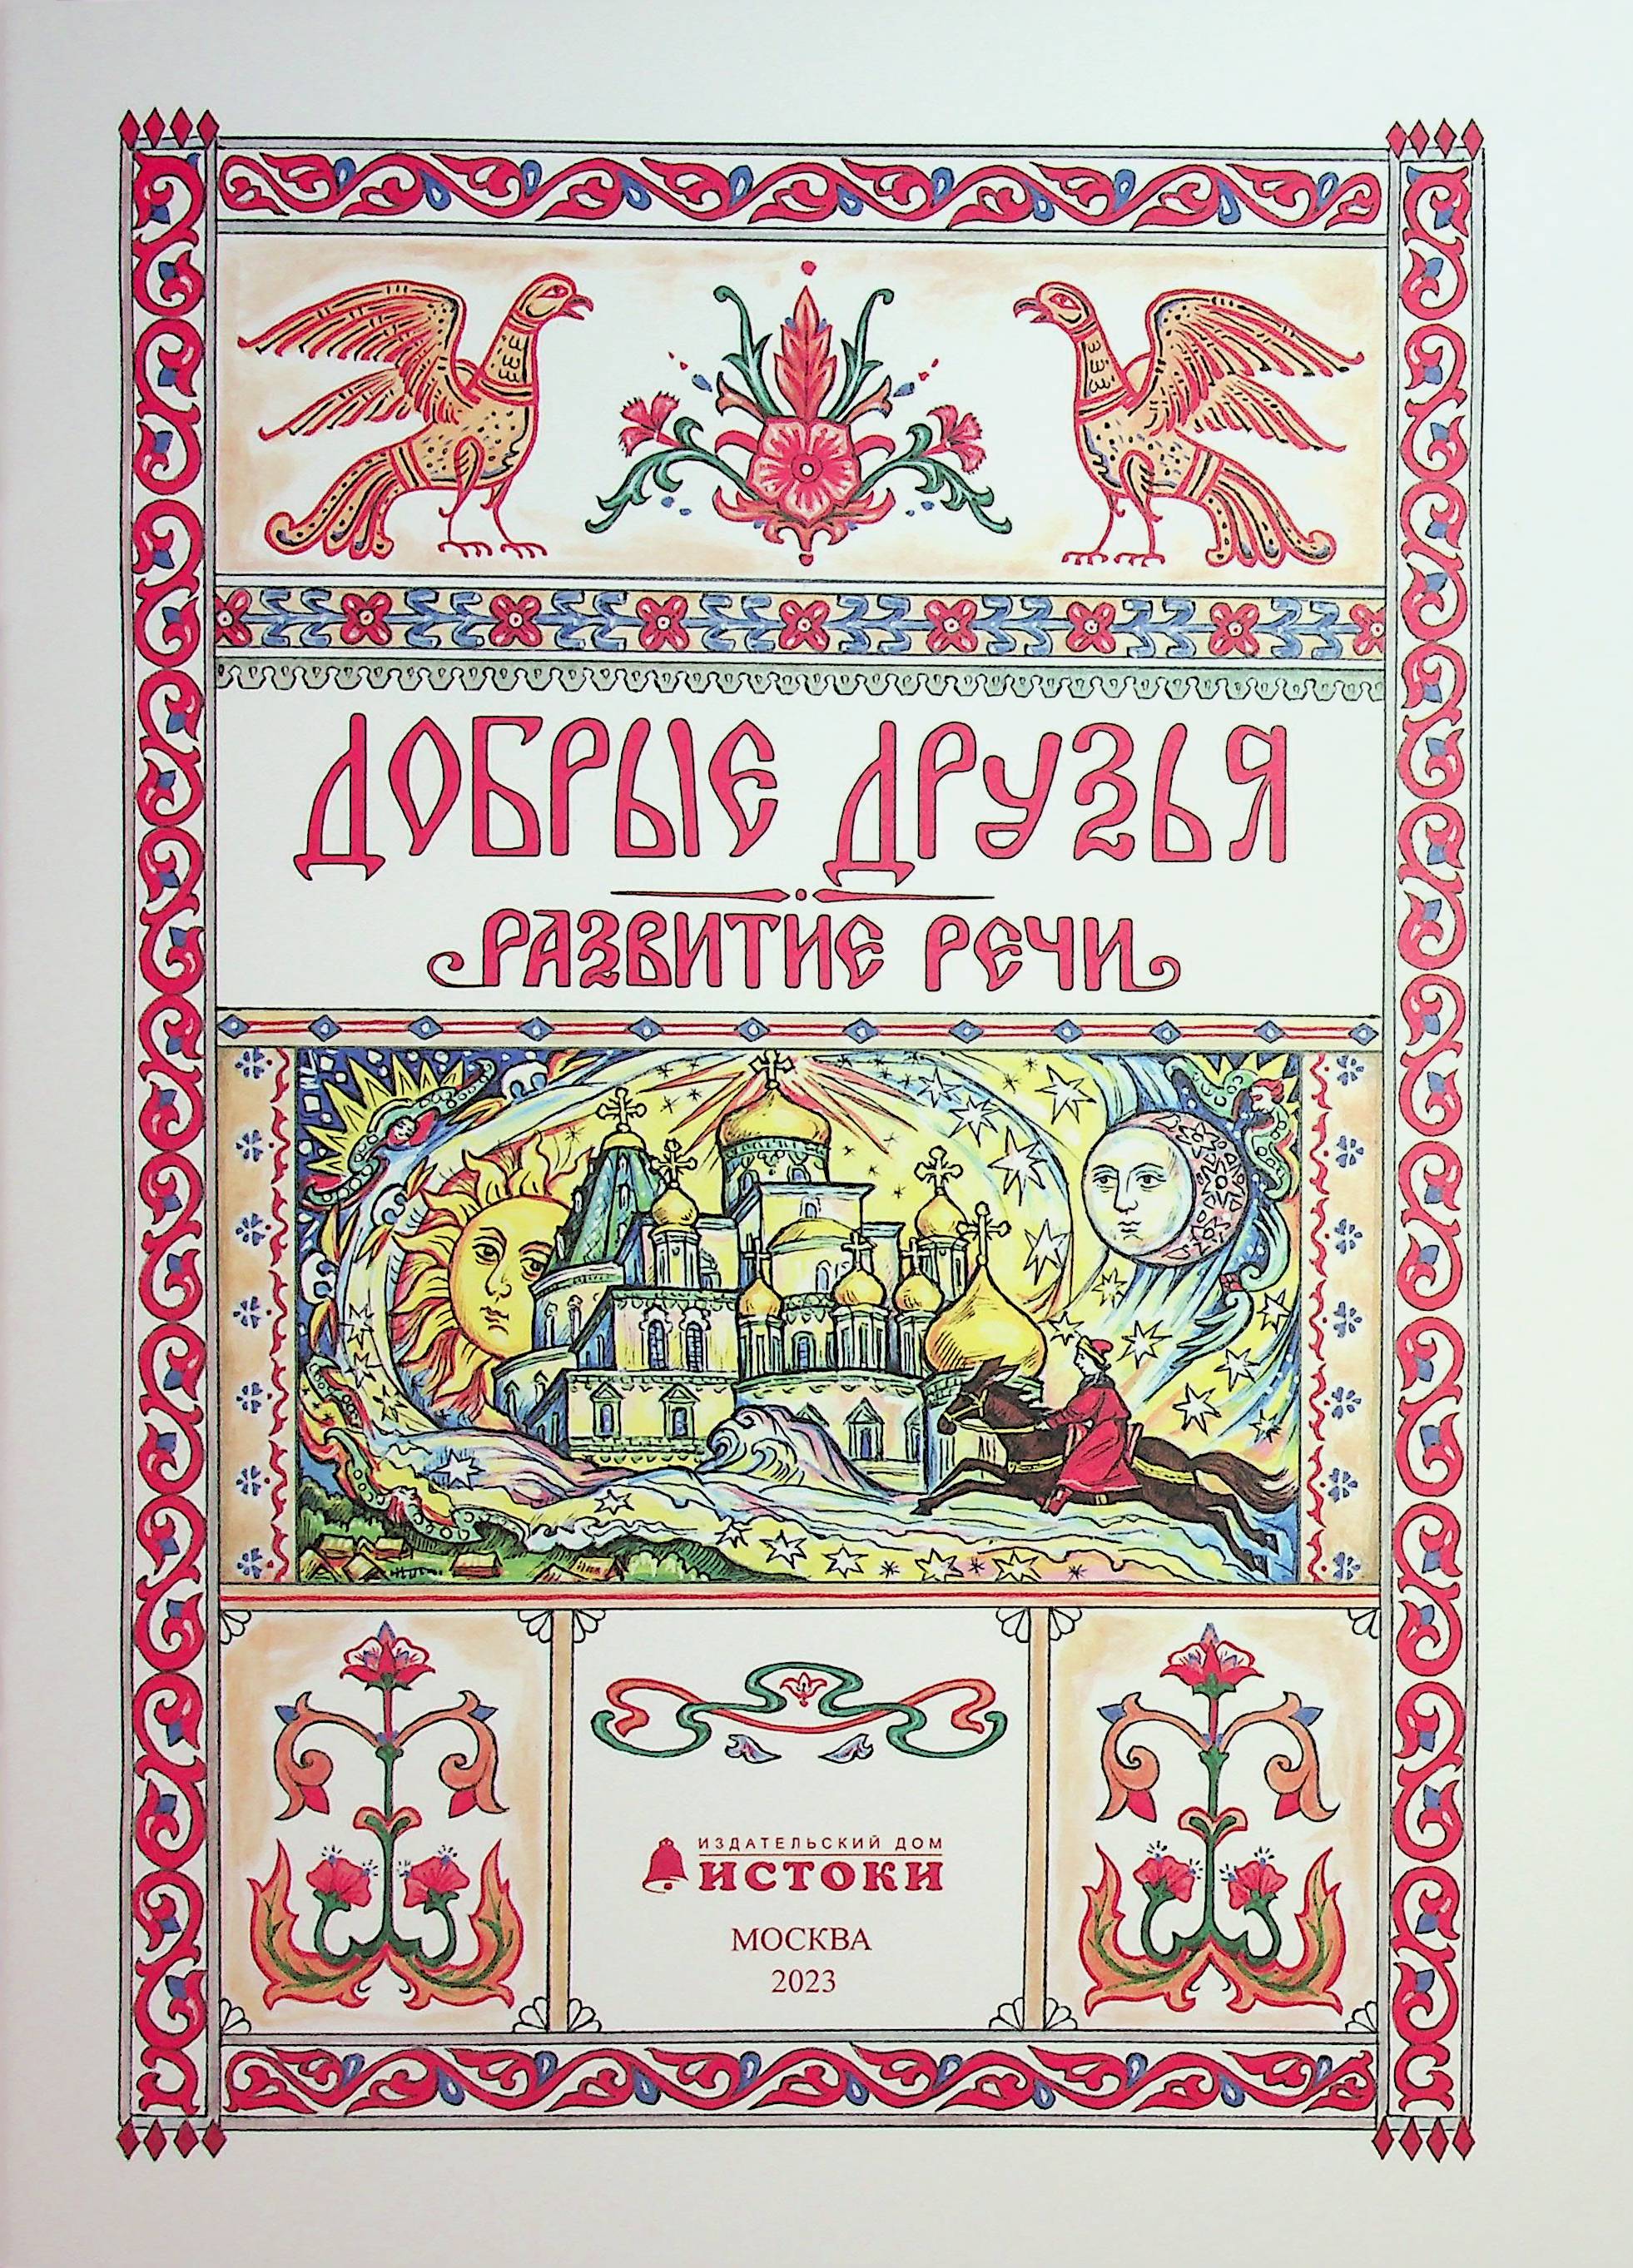 ДОБРЫЕ ДРУЗЬЯ
РАЗВИТИЕ РЕЧИ
ИЗДАТЕЛЬСКИЙ ДОМ
ИСТОКИ
МОСКВА
2023